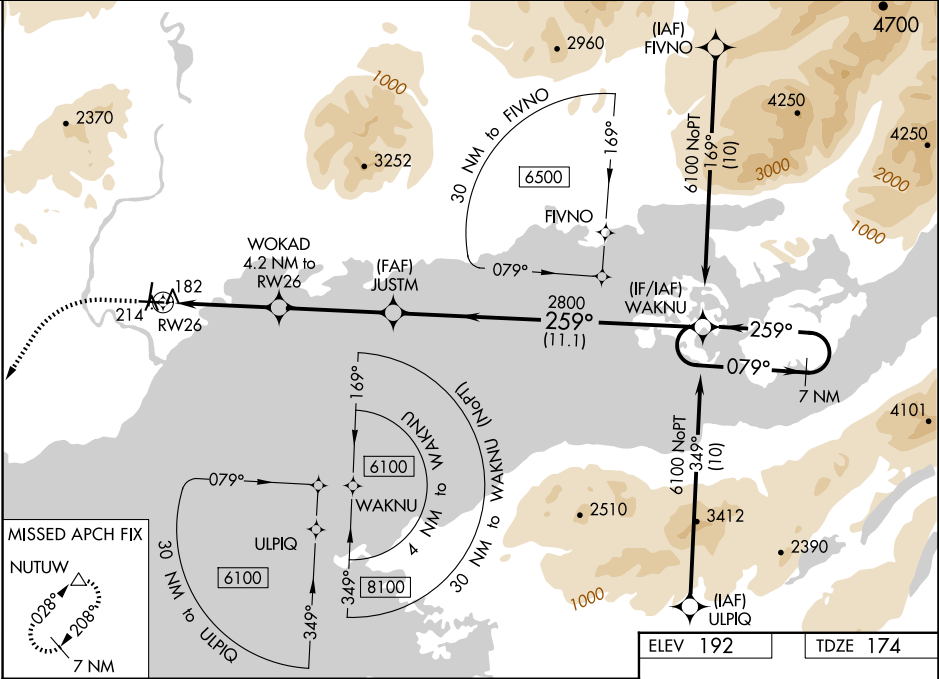 (IAF)
FIVNO
4700
2960
1000
2370
3252
4250
4250
3000
2000
1000
30 NM to FIVNO
169°
6500
FIVNO
079°
6100 NoPT
169°
(10)
WOKAD
4.2 NM to
RW26
(FAF)
JUSTM
(IF/IAF)
WAKNU
182
214
RW26
2800
259°
(11.1)
259°
079°
7 NM
169°
30 NM to WAKNU (NoPT)
4 NM to WAKNU
6100
WAKNU
349°
8100
079°
ULPIQ
6100
30 NM to ULPIQ
349°
6100 NoPT
349°
(10)
4101
2510
3412
2390
1000
(IAF)
ULPIQ
MISSED APCH FIX
NUTUW
028°
208°
7 NM
ELEV 192
TDZE 174